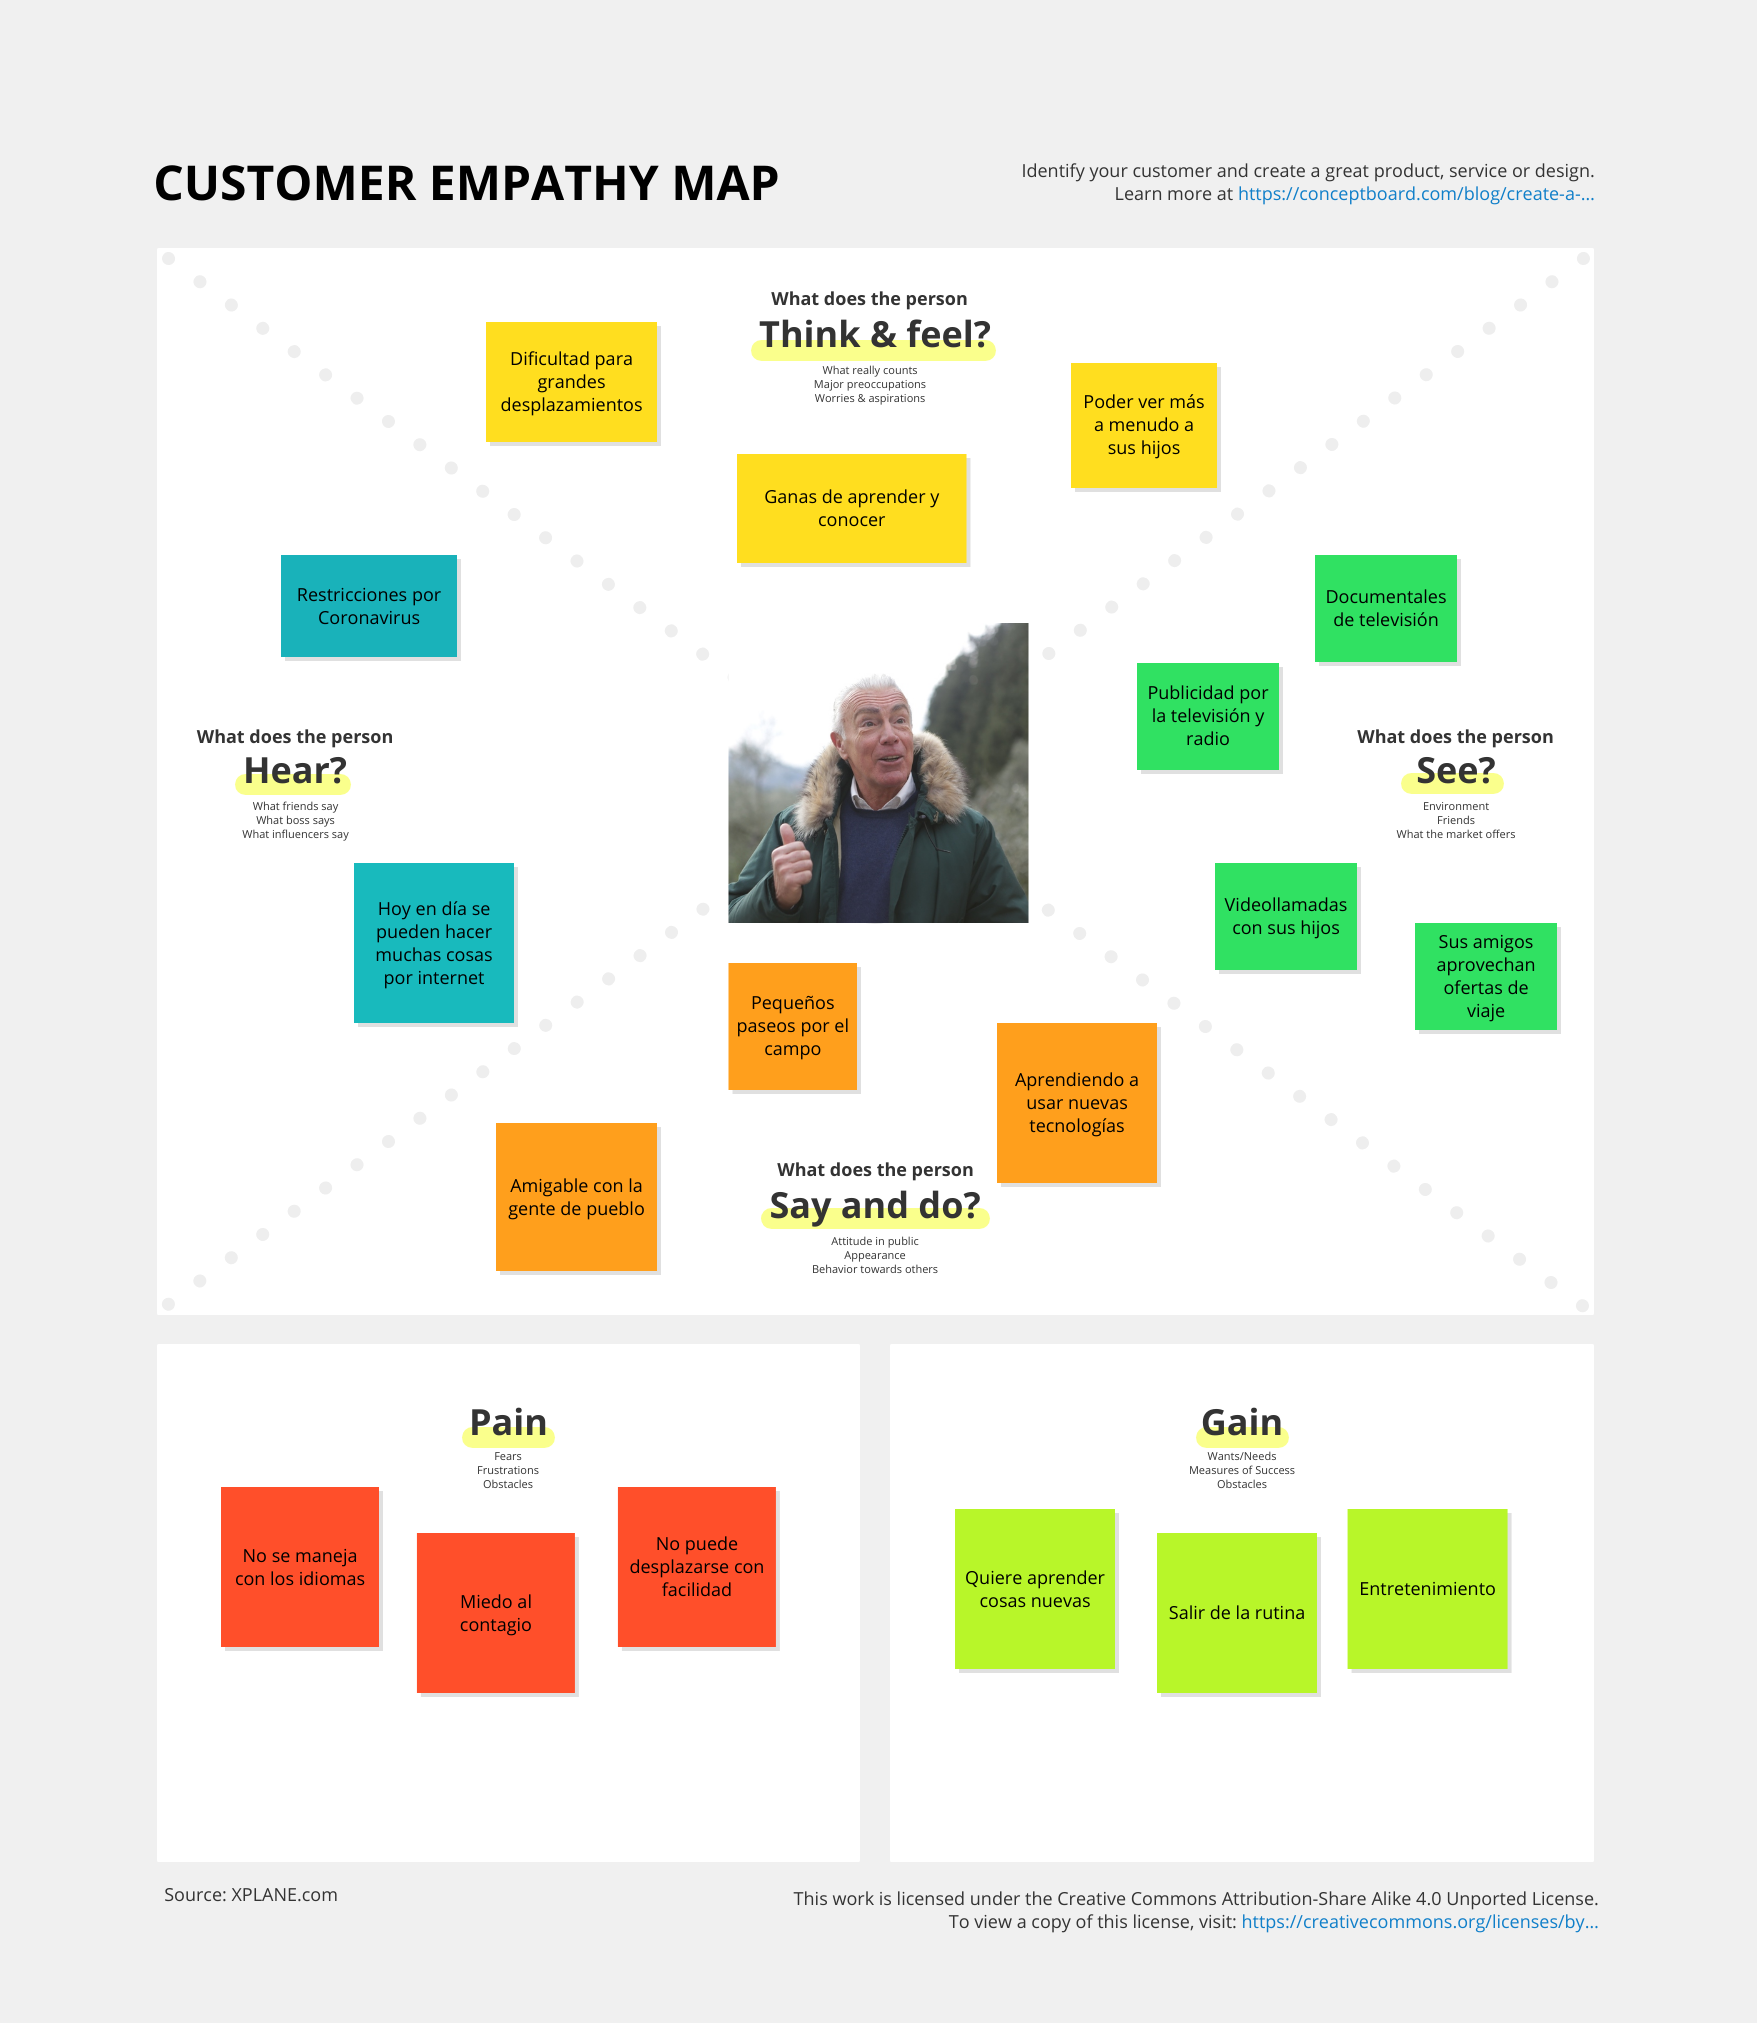 CUSTOMER EMPATHY MAP
Identify your customer and create a great product, service or design.
Learn more at https://conceptboard.com/blog/create-a-...
What does the person
Think & feel?
What really counts
Major preoccupations
Worries & aspirations
Dificultad para
grandes
desplazamientos
Ganas de aprender y
conocer
Poder ver más
a menudo a
sus hijos
Restricciones por
Coronavirus
What does the person
Hear?
What friends say
What boss says
What influencers say
Hoy en día se
pueden hacer
muchas cosas
por internet
Documentales
de televisión
Publicidad por
la televisión y
radio
What does the person
See?
Environment
Friends
What the market offers
Videollamadas
con sus hijos
Sus amigos
aprovechan
ofertas de
viaje
Pequeños
paseos por el
campo
Aprendiendo a
usar nuevas
tecnologías
Amigable con la
gente de pueblo
What does the person
Say and do?
Attitude in public
Appearance
Behavior towards others
Pain
Fears
Frustrations
Obstacles
No se maneja
con los idiomas
Miedo al
contagio
No puede
desplazarse con
facilidad
Gain
Wants/Needs
Measures of Success
Obstacles
Quiere aprender
cosas nuevas
Salir de la rutina
Entretenimiento
Source: XPLANE.com
This work is licensed under the Creative Commons Attribution-Share Alike 4.0 Unported License.
To view a copy of this license, visit: https://creativecommons.org/licenses/by...